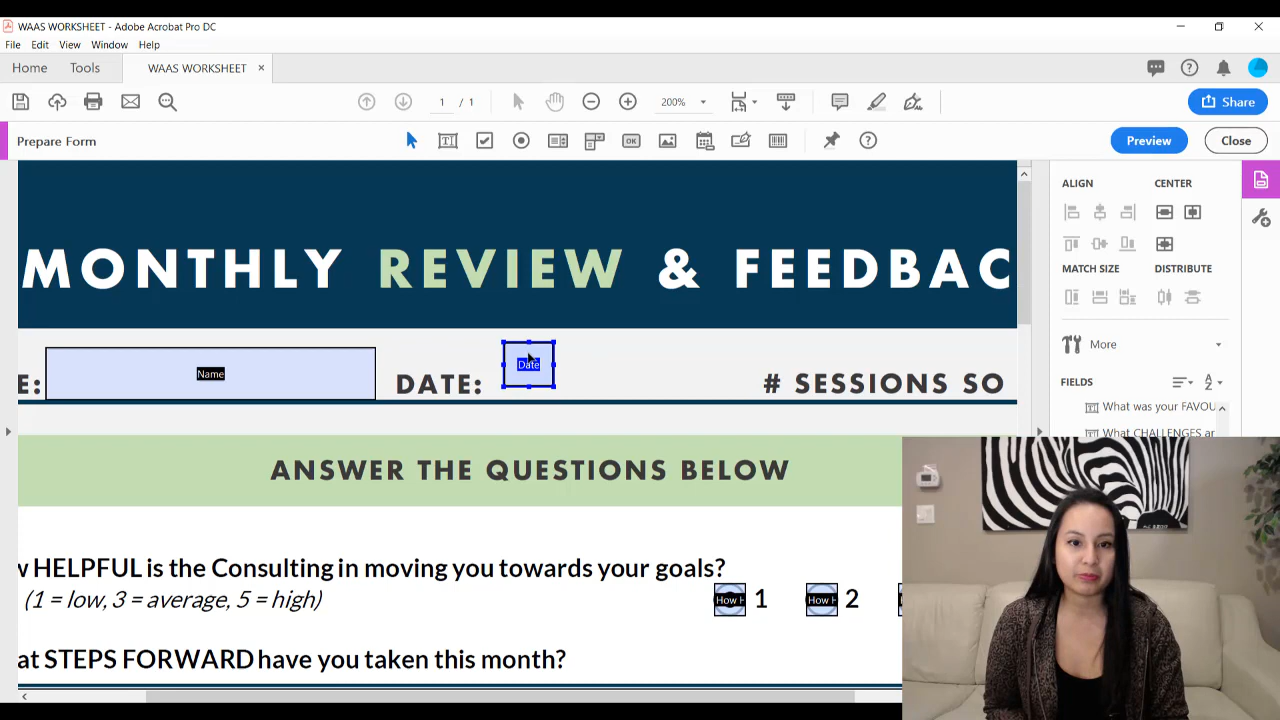 WAAS WORKSHEET - Adobe Acrobat Pro DC
File Edit View Window Help
Home Tools WAAS WORKSHEET ×
1 / 1 200% Share
Prepare Form TI OK Preview Close
ALIGN CENTER
MONTHLY REVIEW & FEEDBAC
MATCH SIZE DISTRIBUTE
More
E: Name DATE: Date # SESSIONS SO
FIELDS
What was your FAVOU
What CHALLENGES ar
ANSWER THE QUESTIONS BELOW
w HELPFUL is the Consulting in moving you towards your goals?
(1 = low, 3 = average, 5 = high) How H 1 How H 2
at STEPS FORWARD have you taken this month?